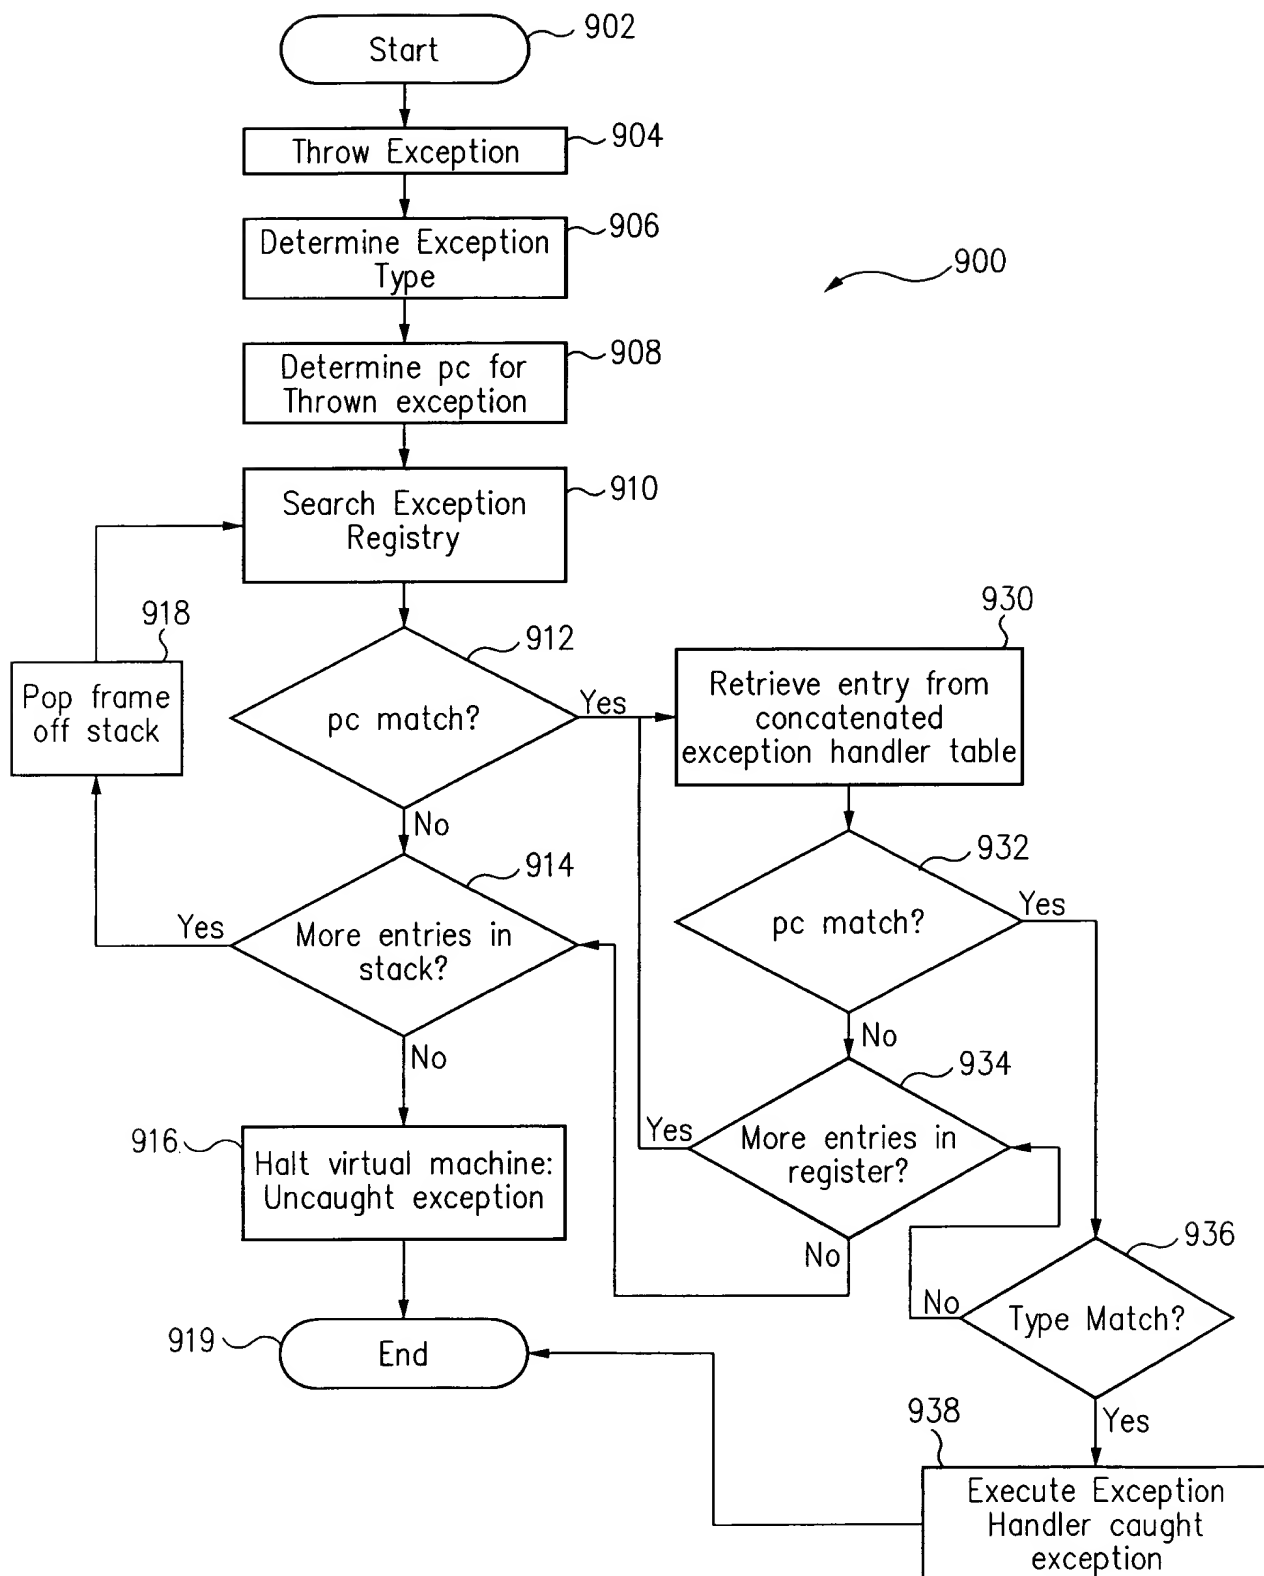 Start
902
Throw Exception
904
Determine Exception
Type
906
900
Determine pc for
Thrown exception
908
Search Exception
Registry
910
918
Pop frame
off stack
912
pc match?
Yes
No
930
Retrieve entry from
concatenated
exception handler table
914
More entries in
stack?
Yes
No
932
pc match?
Yes
No
934
More entries in
register?
Yes
No
916
Halt virtual machine:
Uncaught exception
936
Type Match?
No
Yes
919
End
938
Execute Exception
Handler caught
exception